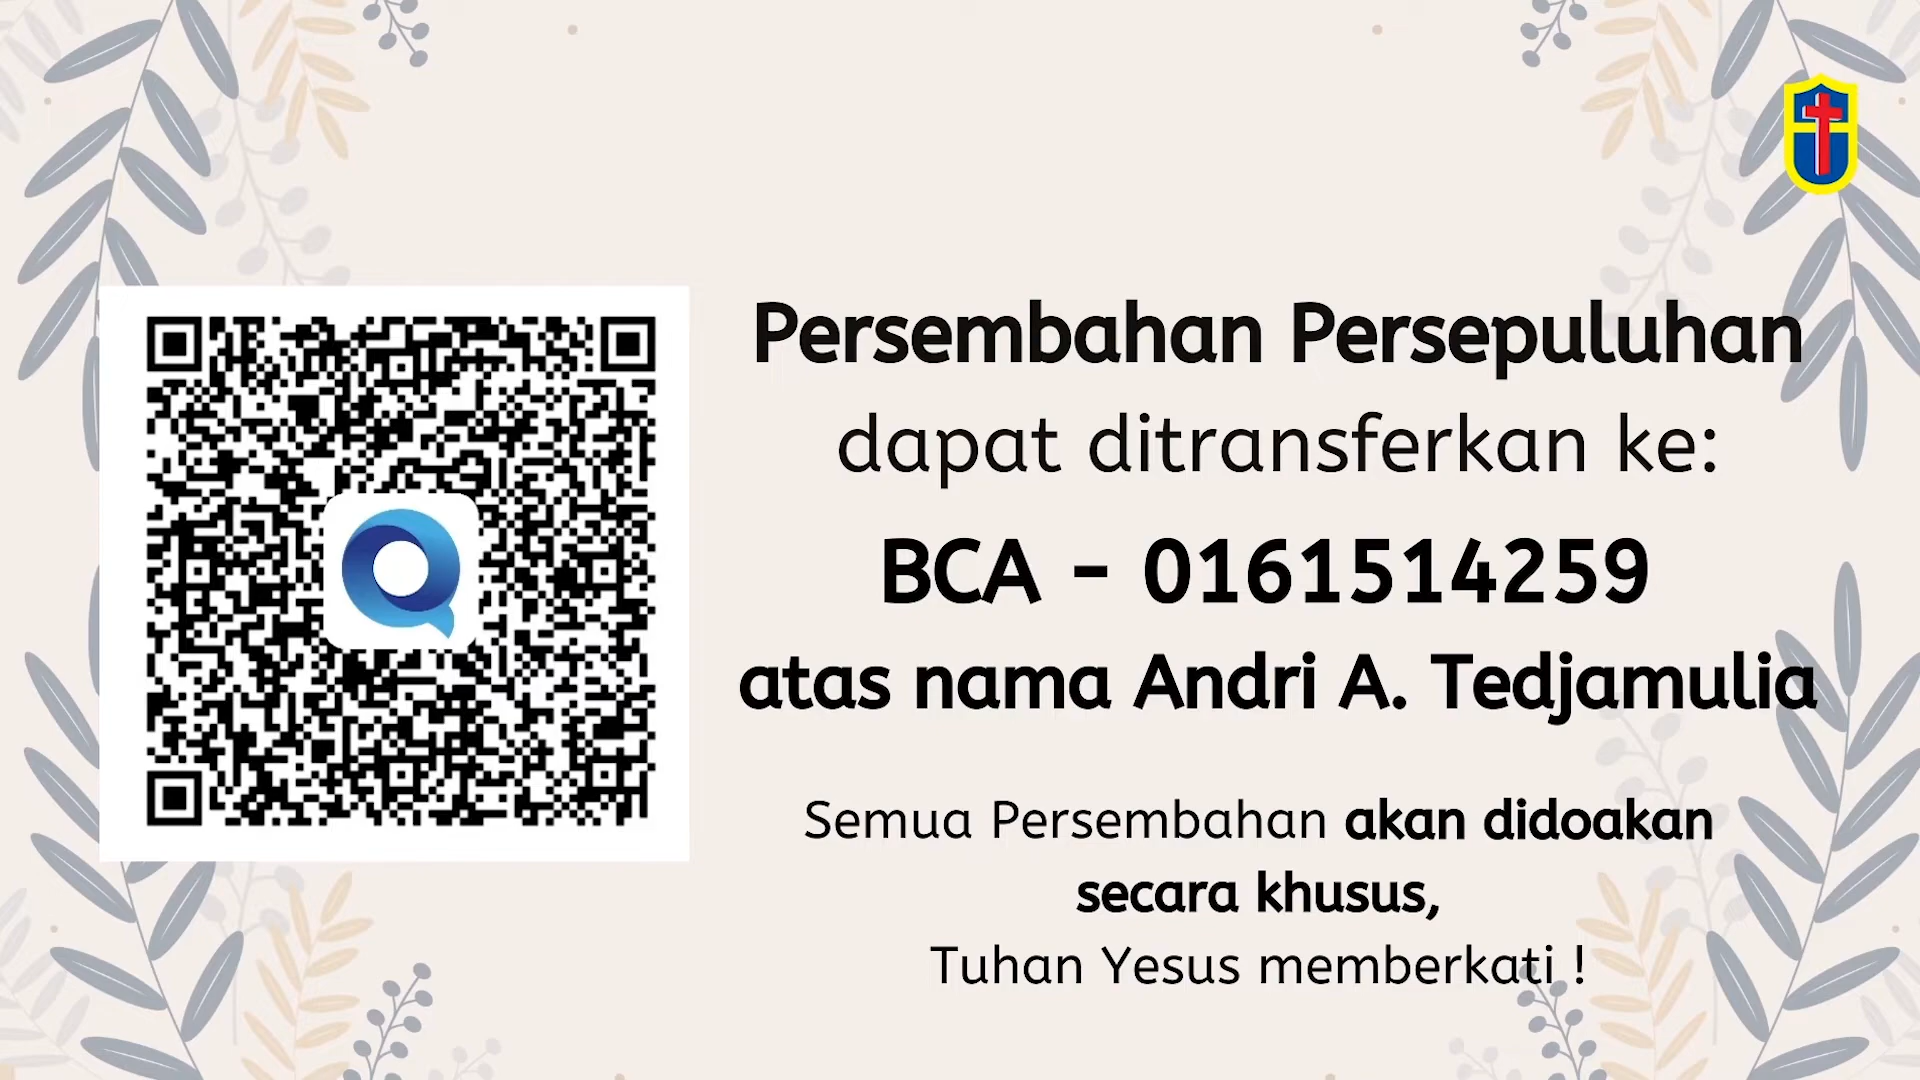 Persembahan Persepuluhan
dapat ditransferkan ke:
BCA - 0161514259
atas nama Andri A. Tedjamulia
Semua Persembahan akan didoakan
secara khusus,
Tuhan Yesus memberkati !